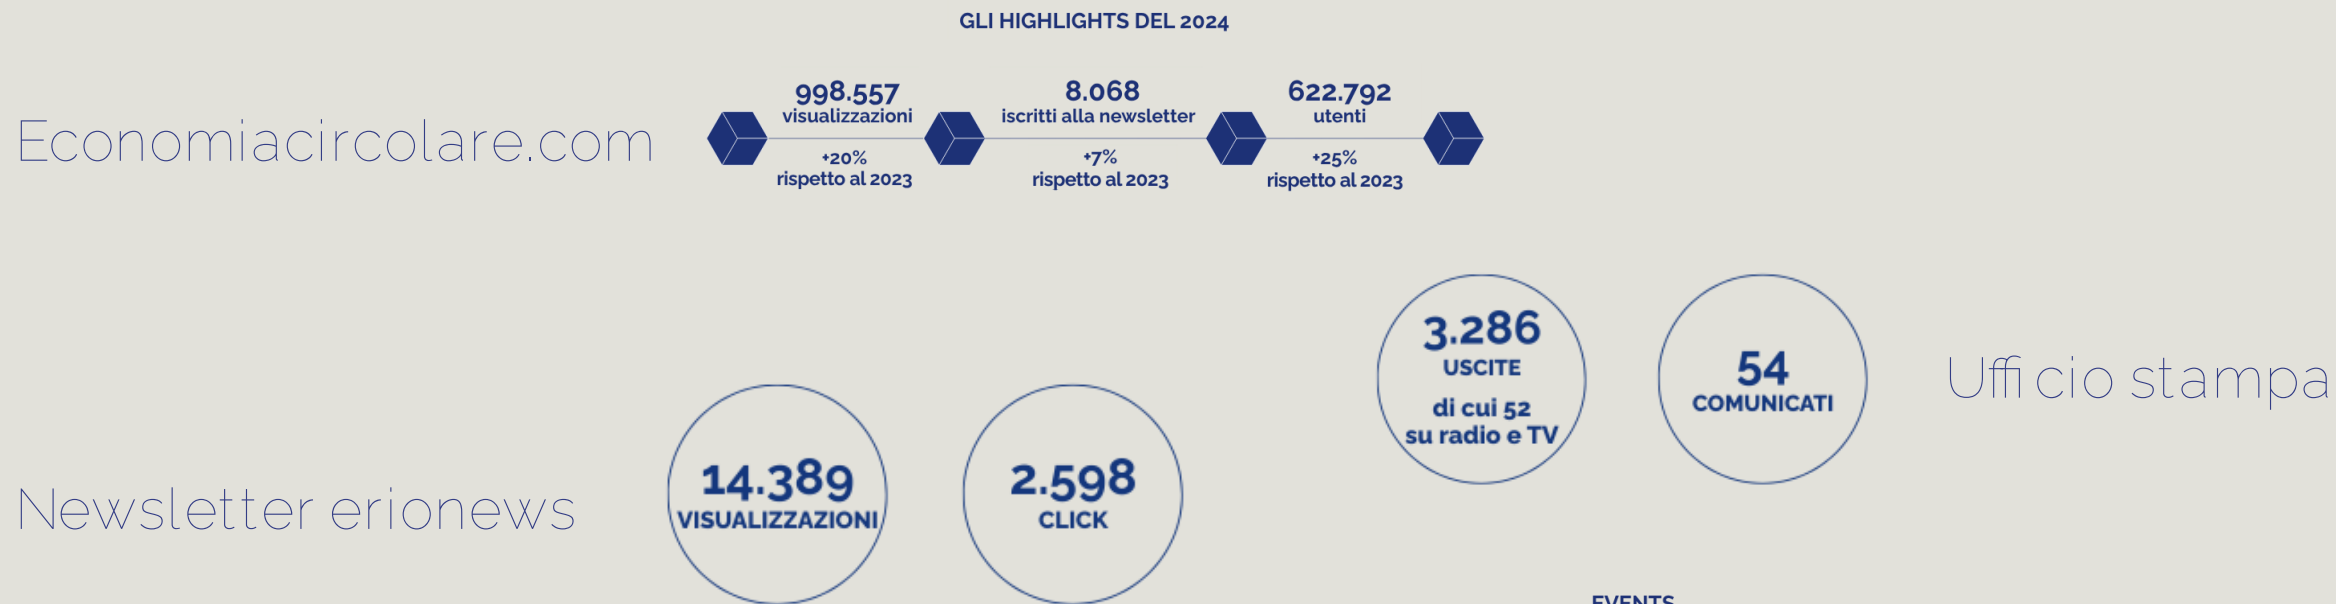 GLI HIGHLIGHTS DEL 2024
Economiacircolare.com
998.557
visualizzazioni
+20%
rispetto al 2023
8.068
iscritti alla newsletter
+7%
rispetto al 2023
622.792
utenti
+25%
rispetto al 2023
3.286
USCITE
di cui 52
su radio e TV
54
COMUNICATI
Ufficio stampa
Newsletter erionews
14.389
VISUALIZZAZIONI
2.598
CLICK
EVENTS